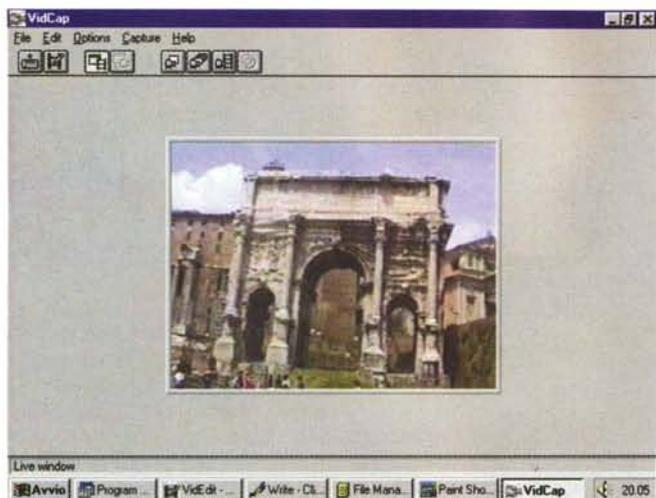 VidCap
File Edit Options Capture Help
Live window
Avvio Program ... VidEdit - ... Write - Cli... File Mana... Paint Sho... VidCap 20.05